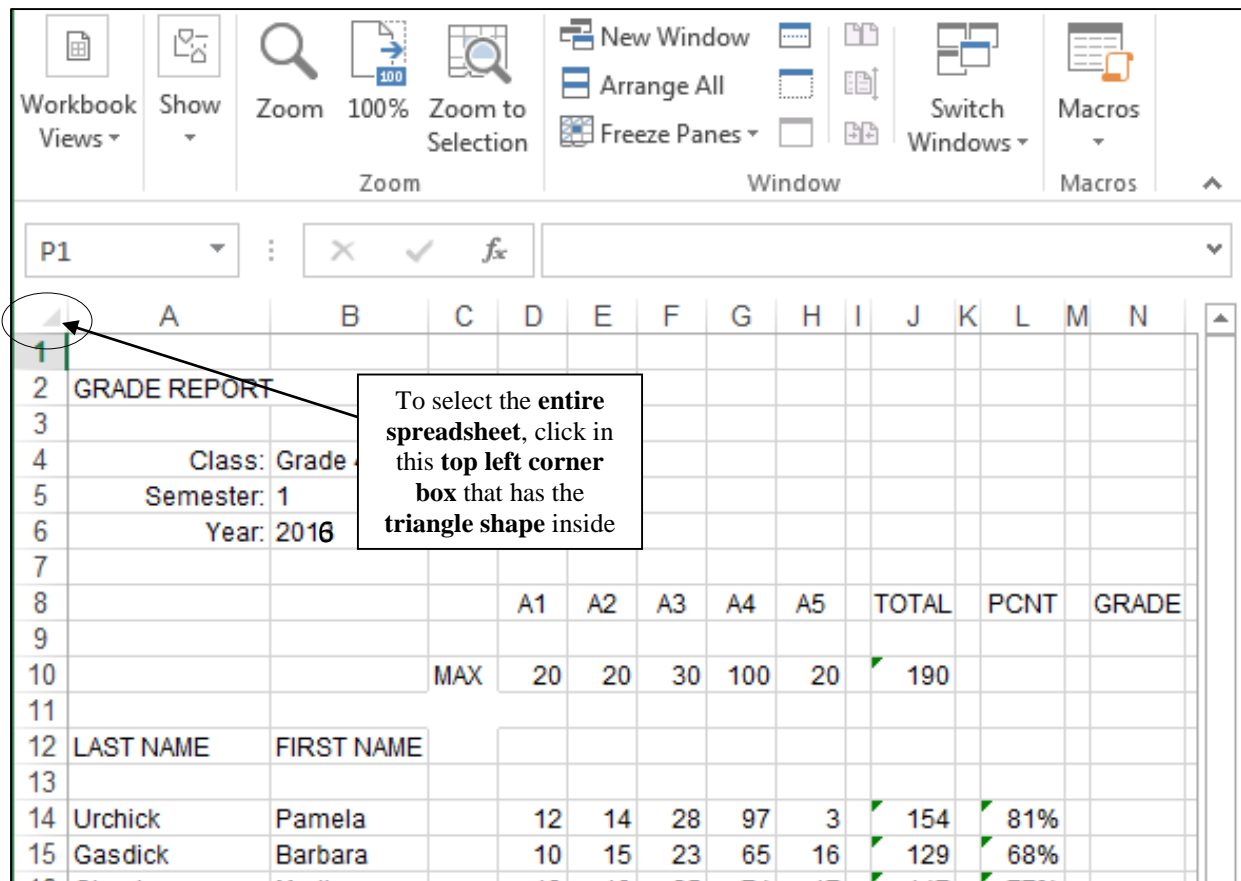 New Window
Arrange All
Freeze Panes
Workbook Views
Show
Zoom
100
100%
Zoom to Selection
Switch Windows
Macros
Zoom
Window
Macros
P1
fx
A B C D E F G H I J K L M N
1
2 GRADE REPORT
3
4 Class: Grade
5 Semester: 1
6 Year: 2016
7
8 A1 A2 A3 A4 A5 TOTAL PCNT GRADE
9
10 MAX 20 20 30 100 20 190
11
12 LAST NAME FIRST NAME
13
14 Urchick Pamela 12 14 28 97 3 154 81%
15 Gasdick Barbara 10 15 23 65 16 129 68%
To select the entire
spreadsheet, click in
this top left corner
box that has the
triangle shape inside